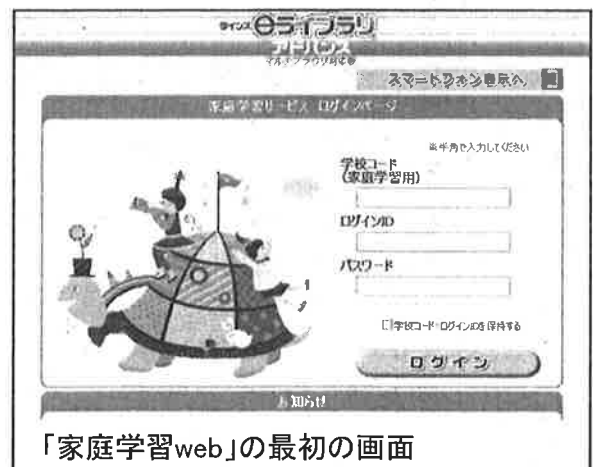 ラインズeライブラリ
アドバンス
マルチブラウザ対応版
スマートフォン表示へ
家庭学習サービス ログインページ
※半角で入力してください
学校コード
(家庭学習用)
ログインID
パスワード
学校コード・ログインIDを保持する
ログイン
お知らせ
「家庭学習web」の最初の画面